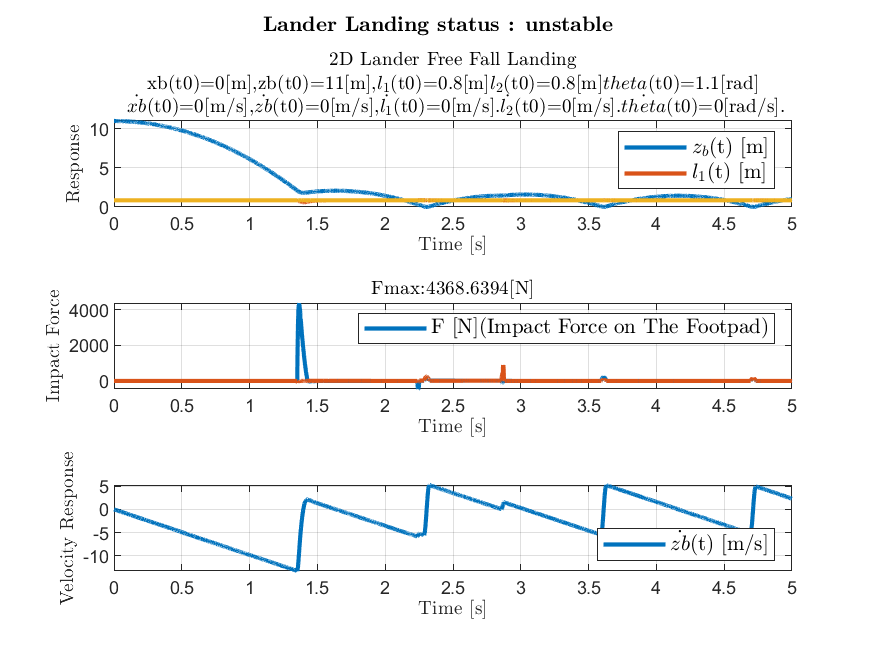 Lander Landing status : unstable
2D Lander Free Fall Landing
xb(t0)=0[m],zb(t0)=11[m],l₁(t0)=0.8[m]l₂(t0)=0.8[m]theta(t0)=1.1[rad]
ẋb(t0)=0[m/s],żb(t0)=0[m/s],l̇₁(t0)=0[m/s].l̇₂(t0)=0[m/s].thėta(t0)=0[rad/s].
Response
10
5
0
z_b(t) [m]
l₁(t) [m]
0 0.5 1 1.5 2 2.5 3 3.5 4 4.5 5
Time [s]
Fmax:4368.6394[N]
Impact Force
4000
2000
0
F [N](Impact Force on The Footpad)
0 0.5 1 1.5 2 2.5 3 3.5 4 4.5 5
Time [s]
Velocity Response
5
0
-5
-10
żb(t) [m/s]
0 0.5 1 1.5 2 2.5 3 3.5 4 4.5 5
Time [s]